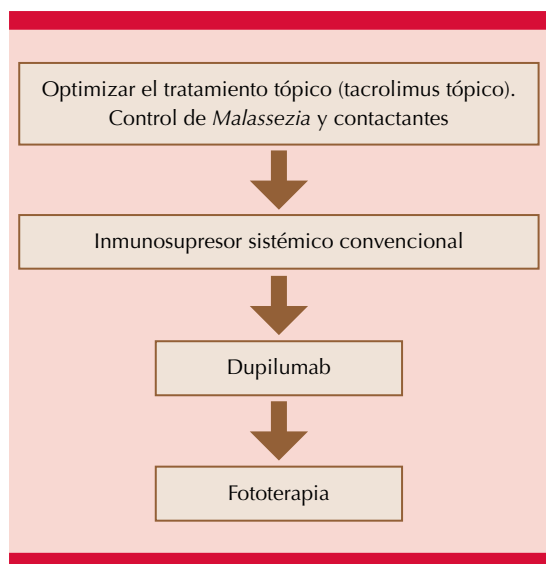 Optimizar el tratamiento tópico (tacrolimus tópico).
Control de Malassezia y contactantes
Inmunosupresor sistémico convencional
Dupilumab
Fototerapia